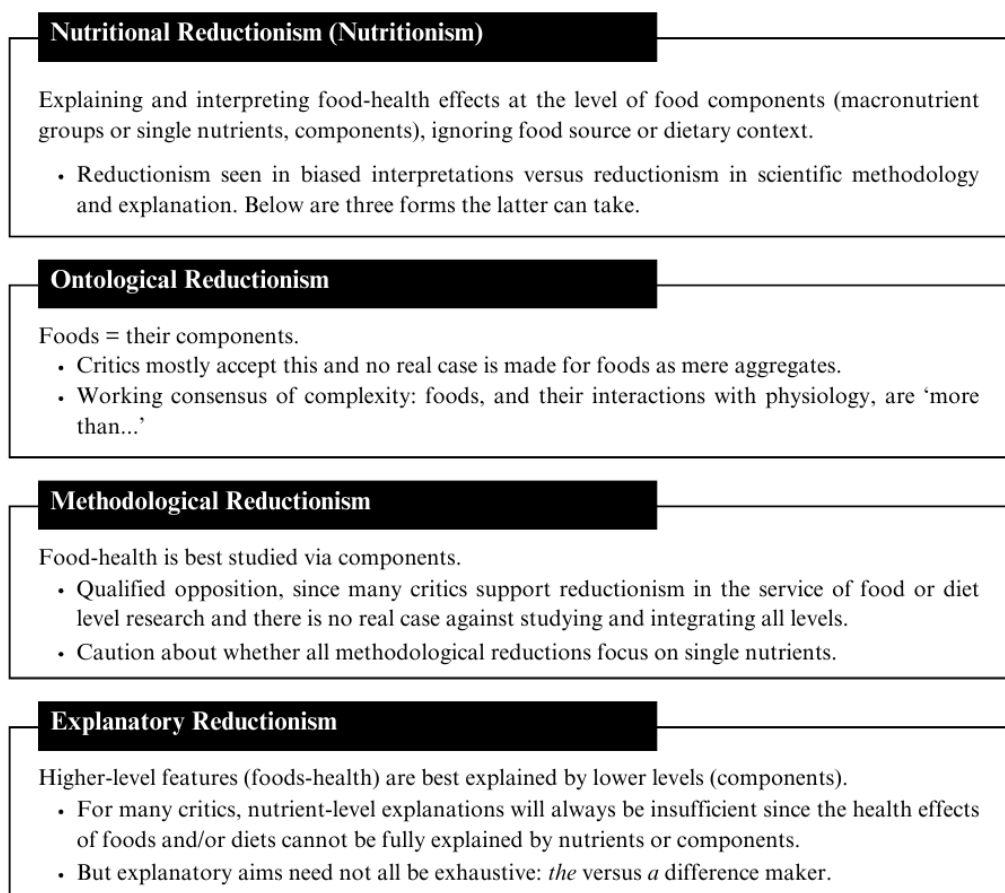 Nutritional Reductionism (Nutritionism)
Explaining and interpreting food-health effects at the level of food components (macronutrient
groups or single nutrients, components), ignoring food source or dietary context.
• Reductionism seen in biased interpretations versus reductionism in scientific methodology
and explanation. Below are three forms the latter can take.
Ontological Reductionism
Foods = their components.
• Critics mostly accept this and no real case is made for foods as mere aggregates.
• Working consensus of complexity: foods, and their interactions with physiology, are ‘more
than...’
Methodological Reductionism
Food-health is best studied via components.
• Qualified opposition, since many critics support reductionism in the service of food or diet
level research and there is no real case against studying and integrating all levels.
• Caution about whether all methodological reductions focus on single nutrients.
Explanatory Reductionism
Higher-level features (foods-health) are best explained by lower levels (components).
• For many critics, nutrient-level explanations will always be insufficient since the health effects
of foods and/or diets cannot be fully explained by nutrients or components.
• But explanatory aims need not all be exhaustive: the versus a difference maker.